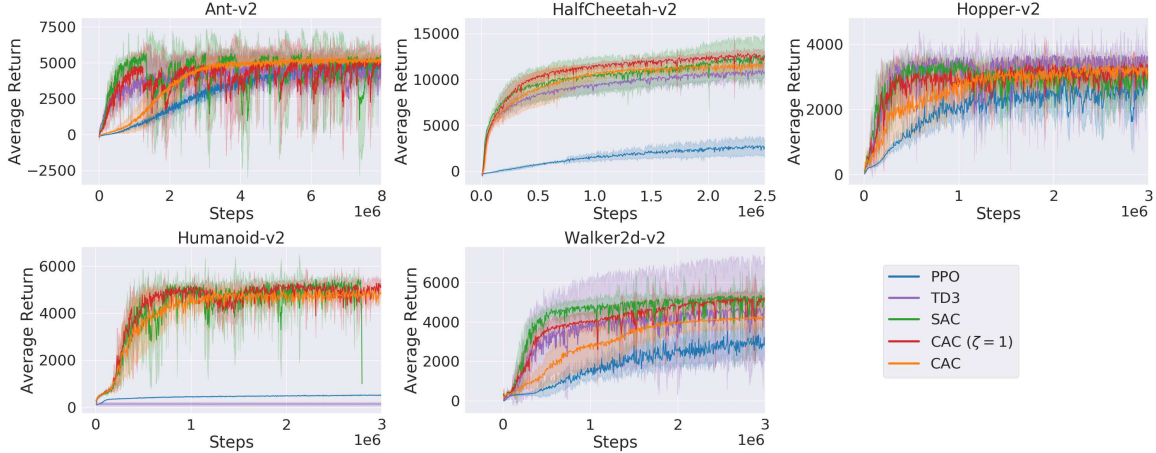 Ant-v2
Average Return
7500
5000
2500
0
−2500
0 2 4 6 8
Steps
1e6
HalfCheetah-v2
Average Return
15000
10000
5000
0
0.0 0.5 1.0 1.5 2.0 2.5
Steps
1e6
Hopper-v2
Average Return
4000
2000
0
0 1 2 3
Steps
1e6
Humanoid-v2
Average Return
6000
4000
2000
0
0 1 2 3
Steps
1e6
Walker2d-v2
Average Return
6000
4000
2000
0
0 1 2 3
Steps
1e6
PPO
TD3
SAC
CAC (ζ = 1)
CAC